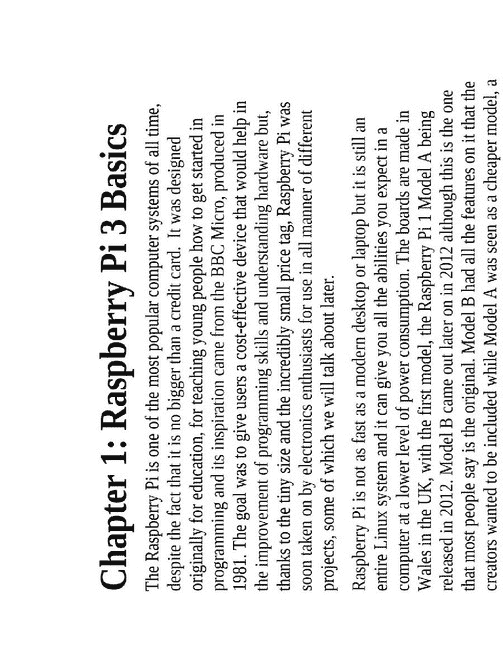 Chapter 1: Raspberry Pi 3 Basics
The Raspberry Pi is one of the most popular computer systems of all time,
despite the fact that it is no bigger than a credit card. It was designed
originally for education, for teaching young people how to get started in
programming and its inspiration came from the BBC Micro, produced in
1981. The goal was to give users a cost-effective device that would help in
the improvement of programming skills and understanding hardware but,
thanks to the tiny size and the incredibly small price tag, Raspberry Pi was
soon taken on by electronics enthusiasts for use in all manner of different
projects, some of which we will talk about later.
Raspberry Pi is not as fast as a modern desktop or laptop but it is still an
entire Linux system and it can give you all the abilities you expect in a
computer at a lower level of power consumption. The boards are made in
Wales in the UK, with the first model, the Raspberry Pi 1 Model A being
released in 2012. Model B came out later on in 2012 although this is the one
that most people say is the original. Model B had all the features on it that the
creators wanted to be included while Model A was seen as a cheaper model, a